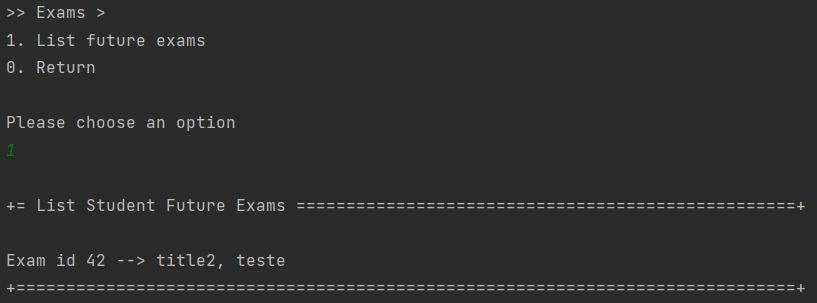 >> Exams >
1. List future exams
0. Return
Please choose an option
1
+= List Student Future Exams ==================================================+
Exam id 42 --> title2, teste
+==============================================================================+